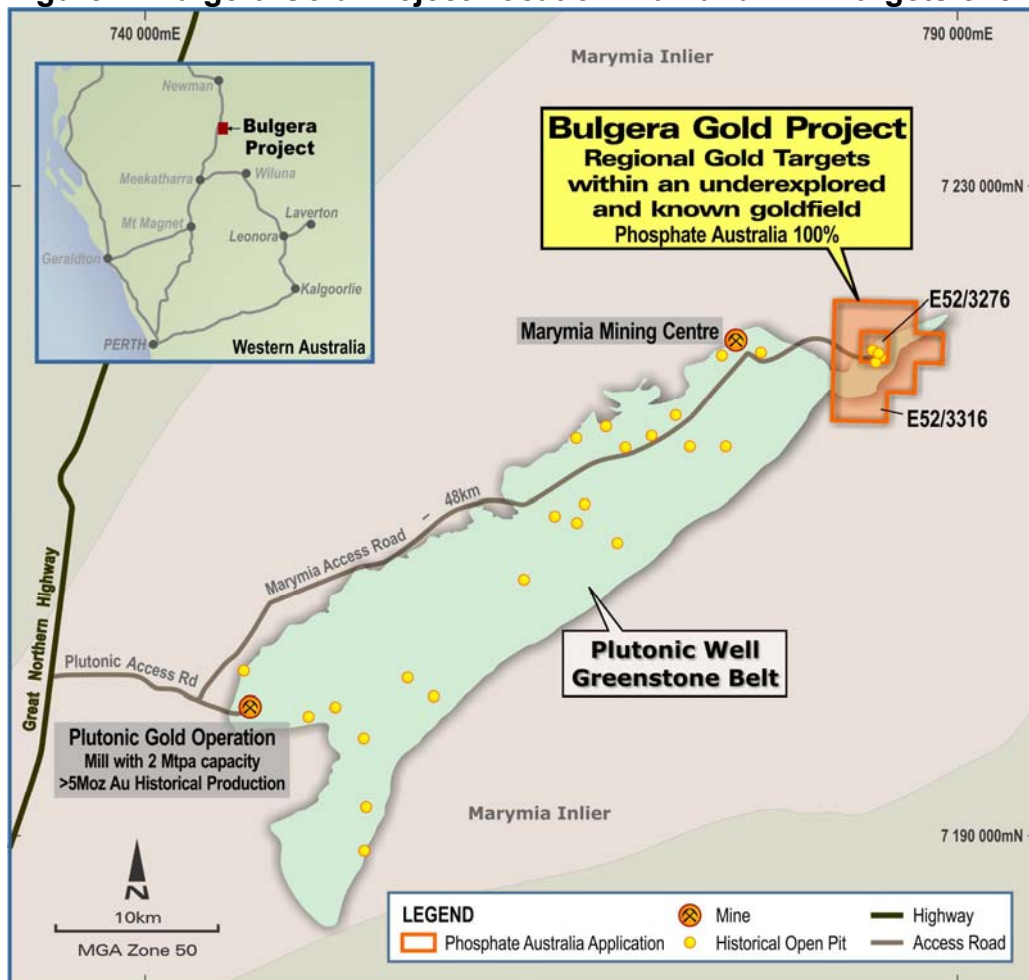 740 000mE
790 000mE
Marymia Inlier
Newman
Bulgera
Project
Meekatharra
Wiluna
Mt Magnet
Laverton
Leonora
Geraldton
Kalgoorlie
PERTH
Western Australia
Bulgera Gold Project
Regional Gold Targets
within an underexplored
and known goldfield
Phosphate Australia 100%
7 230 000mN
E52/3276
Marymia Mining Centre
E52/3316
Marymia Access Road - 48km
Great Northern Highway
Plutonic Access Rd
Plutonic Well
Greenstone Belt
Plutonic Gold Operation
Mill with 2 Mtpa capacity
>5Moz Au Historical Production
Marymia Inlier
7 190 000mN
N
10km
MGA Zone 50
LEGEND
Mine
Highway
Phosphate Australia Application
Historical Open Pit
Access Road